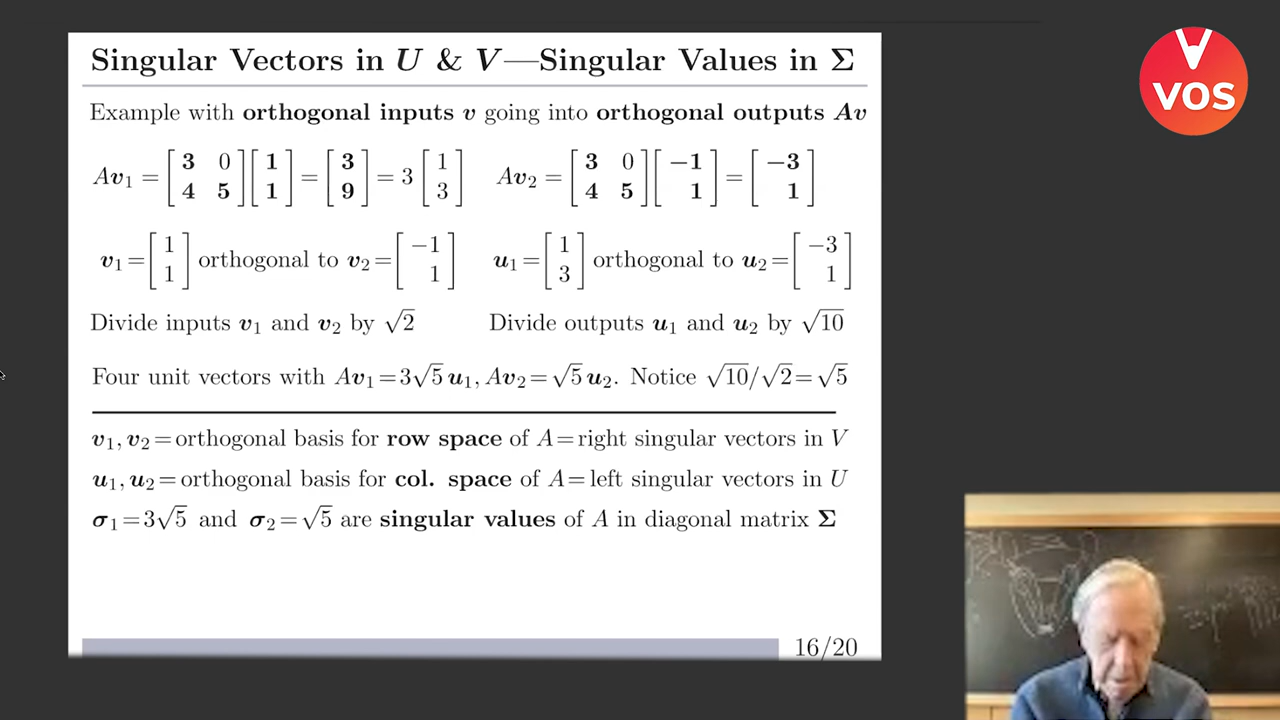 Singular Vectors in U & V—Singular Values in Σ
Example with orthogonal inputs v going into orthogonal outputs Av
Av₁ = [3 0; 4 5] [1; 1] = [3; 9] = 3 [1; 3]   Av₂ = [3 0; 4 5] [−1; 1] = [−3; 1]
v₁ = [1; 1] orthogonal to v₂ = [−1; 1]   u₁ = [1; 3] orthogonal to u₂ = [−3; 1]
Divide inputs v₁ and v₂ by √2   Divide outputs u₁ and u₂ by √10
Four unit vectors with Av₁ = 3√5 u₁, Av₂ = √5 u₂. Notice √10/√2 = √5
v₁, v₂ = orthogonal basis for row space of A = right singular vectors in V
u₁, u₂ = orthogonal basis for col. space of A = left singular vectors in U
σ₁ = 3√5 and σ₂ = √5 are singular values of A in diagonal matrix Σ
16/20
VOS